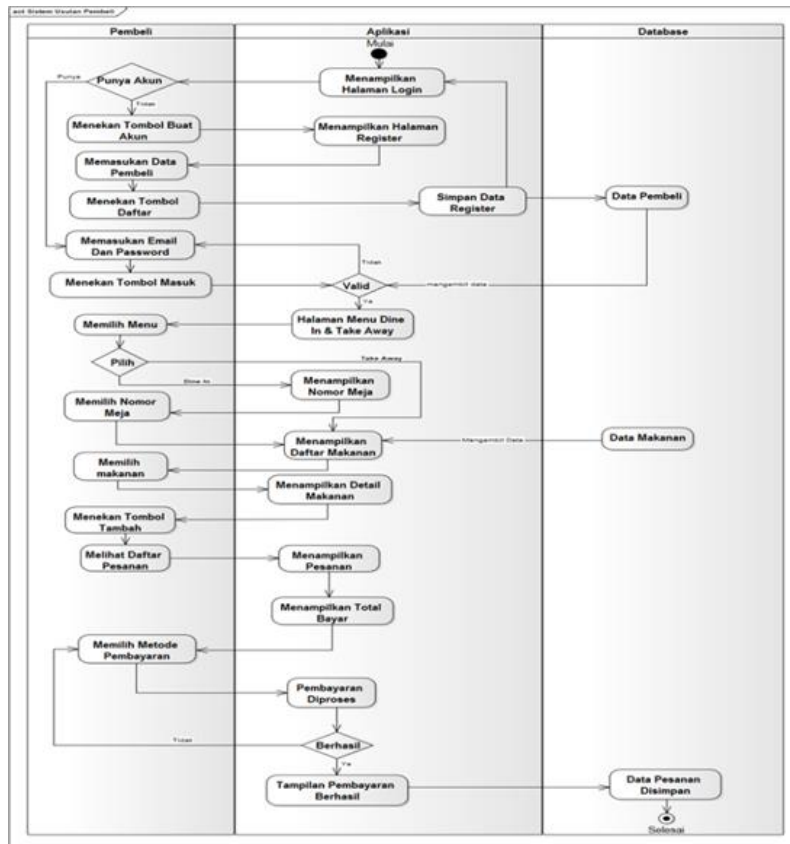 act Sistem Usulan Pembeli
Pembeli
Aplikasi
Database
Mulai
Menampilkan
Halaman Login
Punya Akun
Punya
Tidak
Menekan Tombol Buat
Akun
Menampilkan Halaman
Register
Memasukan Data
Pembeli
Menekan Tombol
Daftar
Simpan Data
Register
Data Pembeli
Memasukan Email
Dan Password
Tidak
Menekan Tombol Masuk
Valid
mangambil data
Ya
Halaman Menu Dine
In & Take Away
Memilih Menu
Pilih
Take Away
Dine In
Menampilkan
Nomor Meja
Memilih Nomor
Meja
Menampilkan
Daftar Makanan
Mangambil Data
Data Makanan
Memilih
makanan
Menampilkan Detail
Makanan
Menekan Tombol
Tambah
Melihat Daftar
Pesanan
Menampilkan
Pesanan
Menampilkan Total
Bayar
Memilih Metode
Pembayaran
Pembayaran
Diproses
Tidak
Berhasil
Ya
Tampilan Pembayaran
Berhasil
Data Pesanan
Disimpan
Selesai